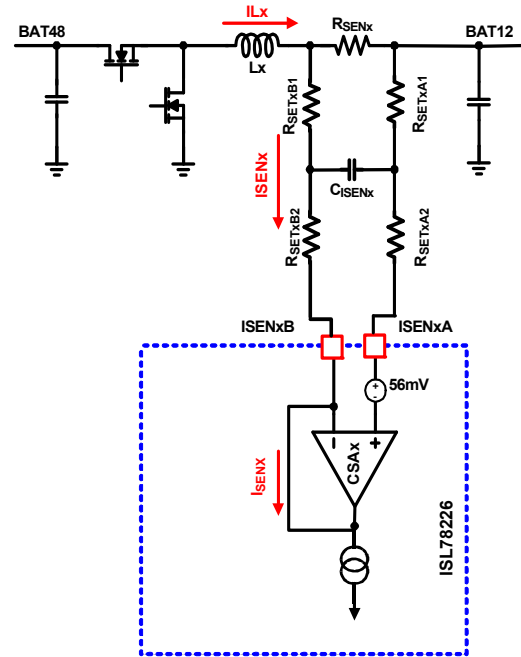 ILx
BAT48
RSENx
BAT12
Lx
RSETxB1
RSETxA1
ISENx
CISENx
RSETxB2
RSETxA2
ISENxB
ISENxA
+
-
56mV
− +
CSAx
ISENX
ISL78226